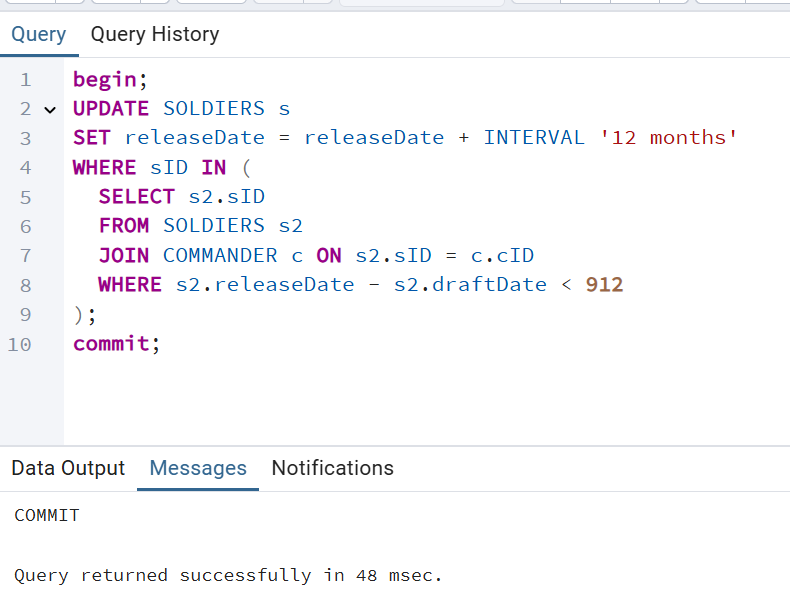 Query Query History
1 begin;
2 UPDATE SOLDIERS s
3 SET releaseDate = releaseDate + INTERVAL '12 months'
4 WHERE sID IN (
5 SELECT s2.sID
6 FROM SOLDIERS s2
7 JOIN COMMANDER c ON s2.sID = c.cID
8 WHERE s2.releaseDate - s2.draftDate < 912
9 );
10 commit;
Data Output Messages Notifications
COMMIT
Query returned successfully in 48 msec.